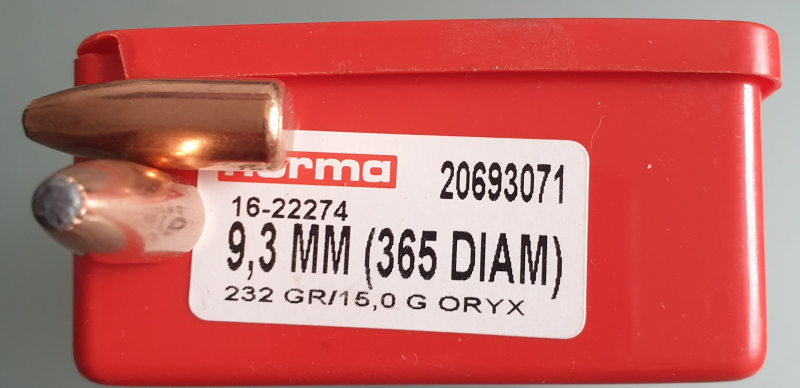 norma
20693071
16-22274
9,3 MM (365 DIAM)
232 GR/15,0 G ORYX